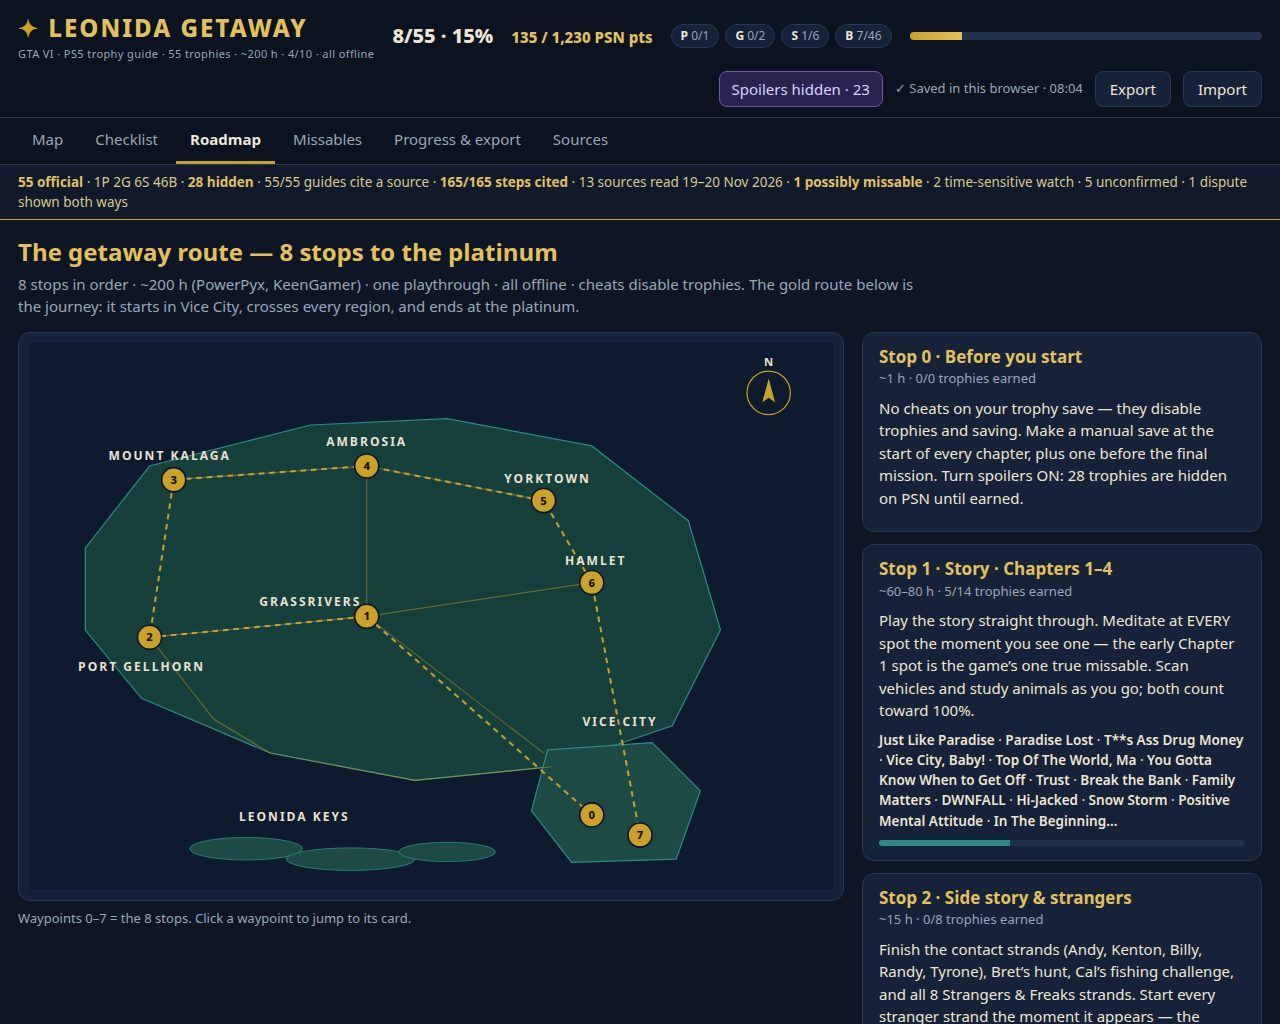 ✦ LEONIDA GETAWAY
GTA VI · PS5 trophy guide · 55 trophies · ~200 h · 4/10 · all offline
8/55 · 15%
135 / 1,230 PSN pts
P 0/1
G 0/2
S 1/6
B 7/46
Spoilers hidden · 23
✓ Saved in this browser · 08:04
Export
Import
Map
Checklist
Roadmap
Missables
Progress & export
Sources
55 official · 1P 2G 6S 46B · 28 hidden · 55/55 guides cite a source · 165/165 steps cited · 13 sources read 19–20 Nov 2026 · 1 possibly missable · 2 time-sensitive watch · 5 unconfirmed · 1 dispute
shown both ways
The getaway route — 8 stops to the platinum
8 stops in order · ~200 h (PowerPyx, KeenGamer) · one playthrough · all offline · cheats disable trophies. The gold route below is
the journey: it starts in Vice City, crosses every region, and ends at the platinum.
N
AMBROSIA
MOUNT KALAGA
4
3
YORKTOWN
5
HAMLET
6
GRASSRIVERS
1
2
PORT GELLHORN
VICE CITY
LEONIDA KEYS
0
7
Waypoints 0–7 = the 8 stops. Click a waypoint to jump to its card.
Stop 0 · Before you start
~1 h · 0/0 trophies earned
No cheats on your trophy save — they disable
trophies and saving. Make a manual save at the
start of every chapter, plus one before the final
mission. Turn spoilers ON: 28 trophies are hidden
on PSN until earned.
Stop 1 · Story · Chapters 1–4
~60–80 h · 5/14 trophies earned
Play the story straight through. Meditate at EVERY
spot the moment you see one — the early Chapter
1 spot is the game’s one true missable. Scan
vehicles and study animals as you go; both count
toward 100%.
Just Like Paradise · Paradise Lost · T**s Ass Drug Money
· Vice City, Baby! · Top Of The World, Ma · You Gotta
Know When to Get Off · Trust · Break the Bank · Family
Matters · DWNFALL · Hi-Jacked · Snow Storm · Positive
Mental Attitude · In The Beginning...
Stop 2 · Side story & strangers
~15 h · 0/8 trophies earned
Finish the contact strands (Andy, Kenton, Billy,
Randy, Tyrone), Bret’s hunt, Cal’s fishing challenge,
and all 8 Strangers & Freaks strands. Start every
stranger strand the moment it appears — the